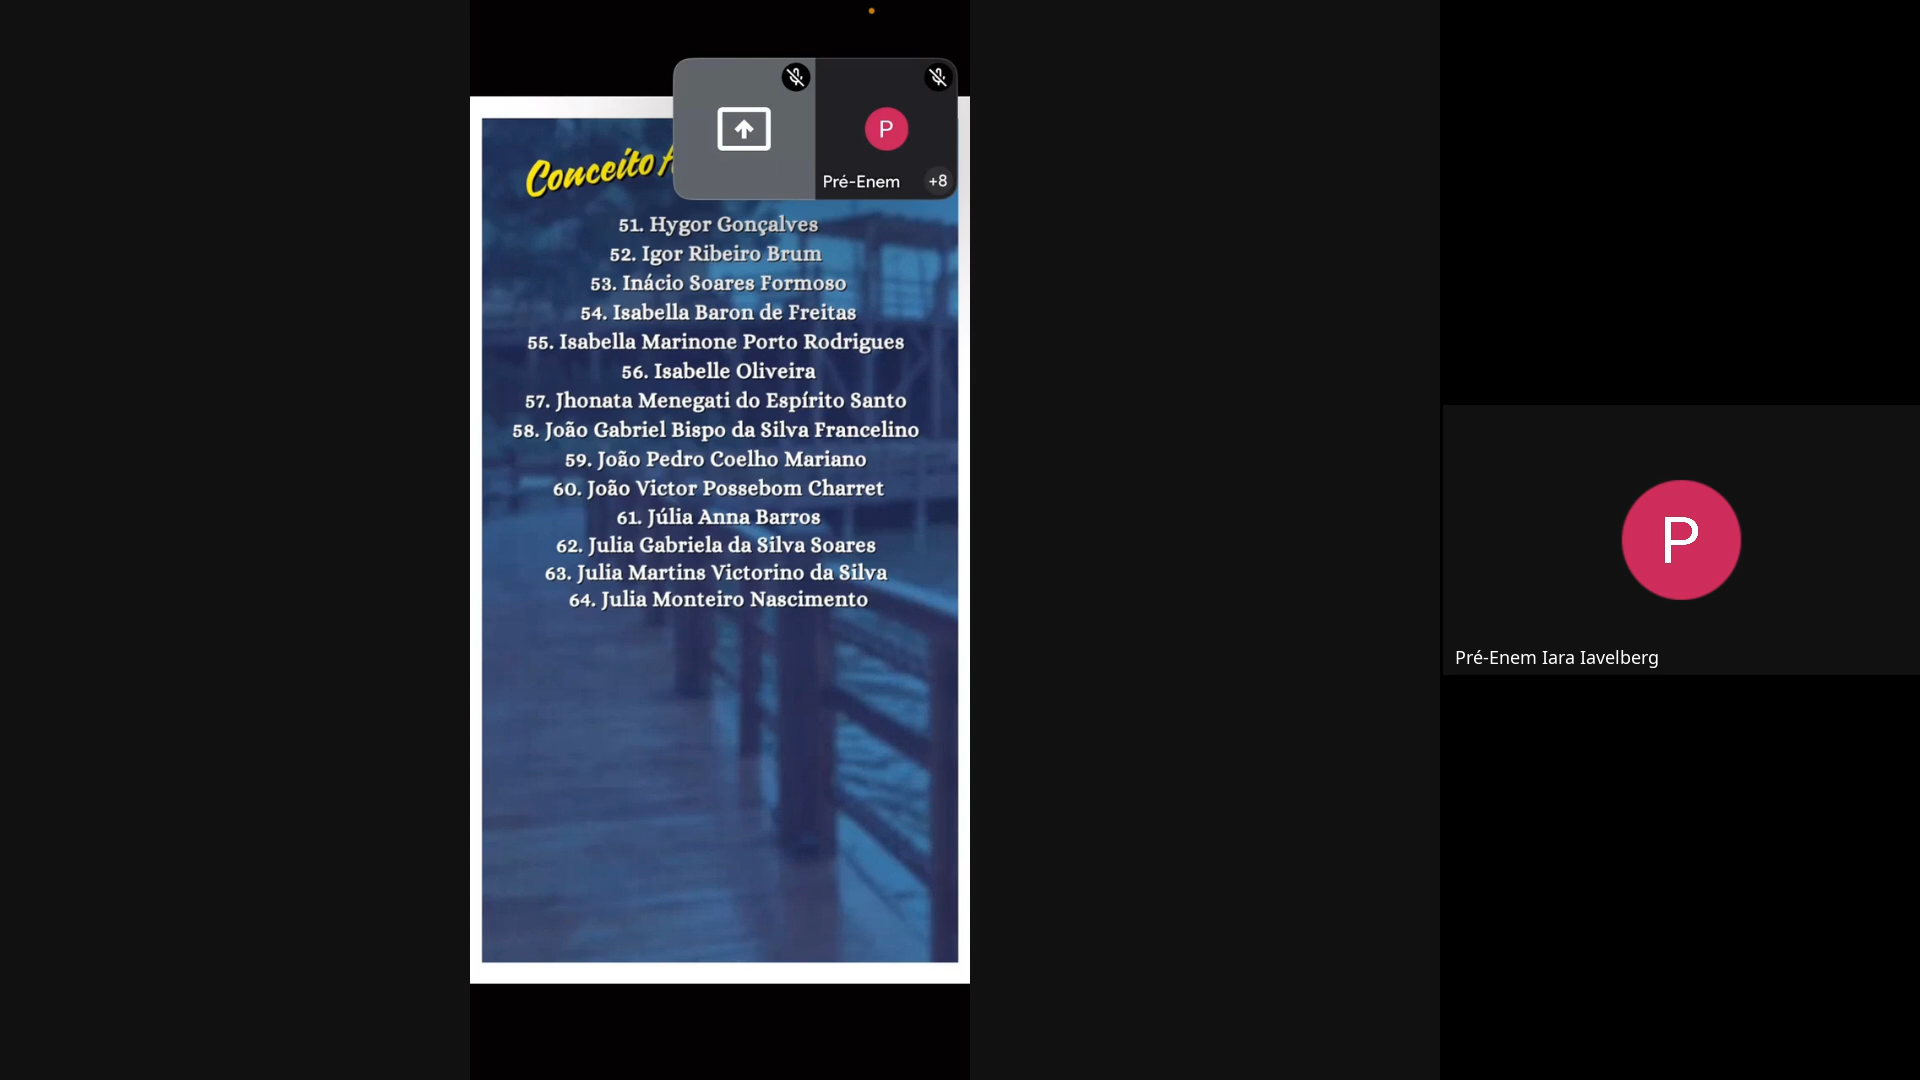 Conceito
P
Pré-Enem
+8
51. Hygor Gonçalves
52. Igor Ribeiro Brum
53. Inácio Soares Formoso
54. Isabella Baron de Freitas
55. Isabella Marinone Porto Rodrigues
56. Isabelle Oliveira
57. Jhonata Menegati do Espírito Santo
58. João Gabriel Bispo da Silva Francelino
59. João Pedro Coelho Mariano
60. João Victor Possebom Charret
61. Júlia Anna Barros
62. Julia Gabriela da Silva Soares
63. Julia Martins Victorino da Silva
64. Julia Monteiro Nascimento
P
Pré-Enem Iara Iavelberg